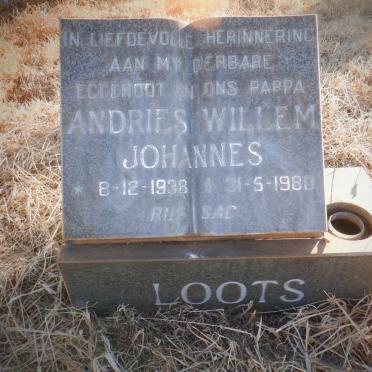 IN LIEFDEVOLLE HERINNERING
AAN MY DIERBARE
EGGENOOT EN ONS PAPPA
ANDRIES WILLEM
JOHANNES
* 8-12-1938 † 31-5-1980
RUS SAG
LOOTS